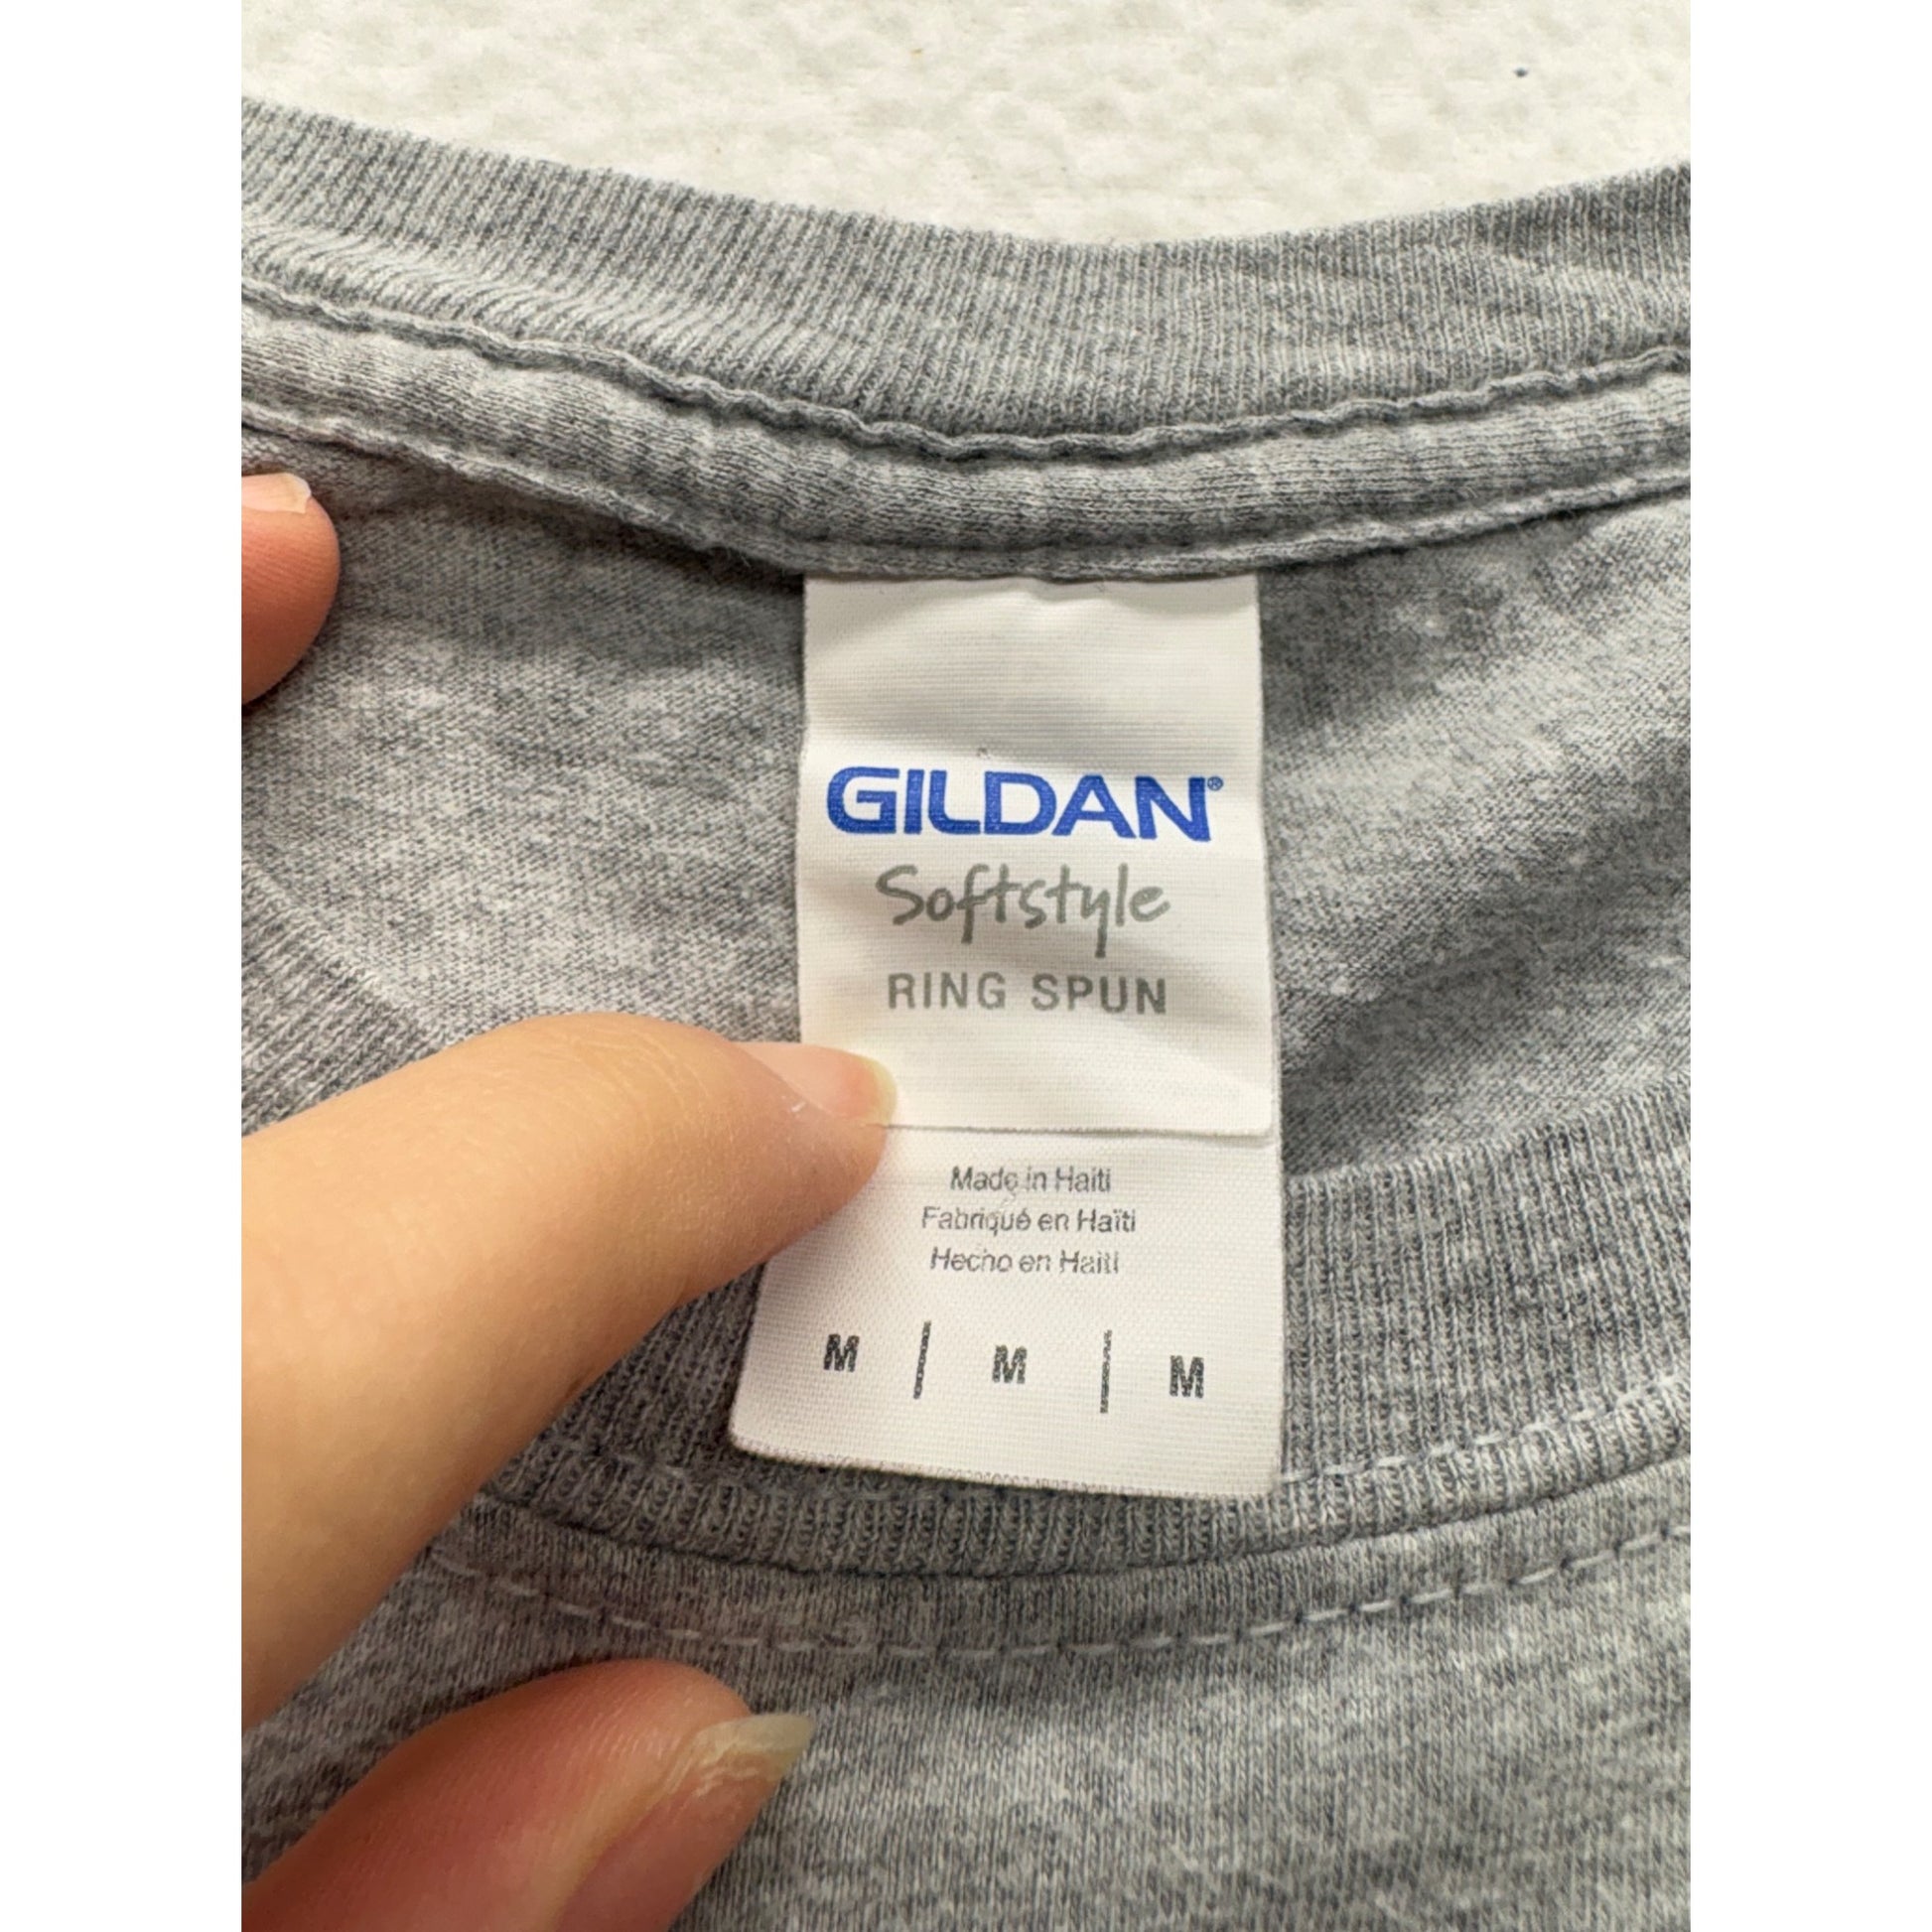 GILDAN®
Softstyle
RING SPUN
Made in Haiti
Fabriqué en Haïti
Hecho en Haití
M | M | M